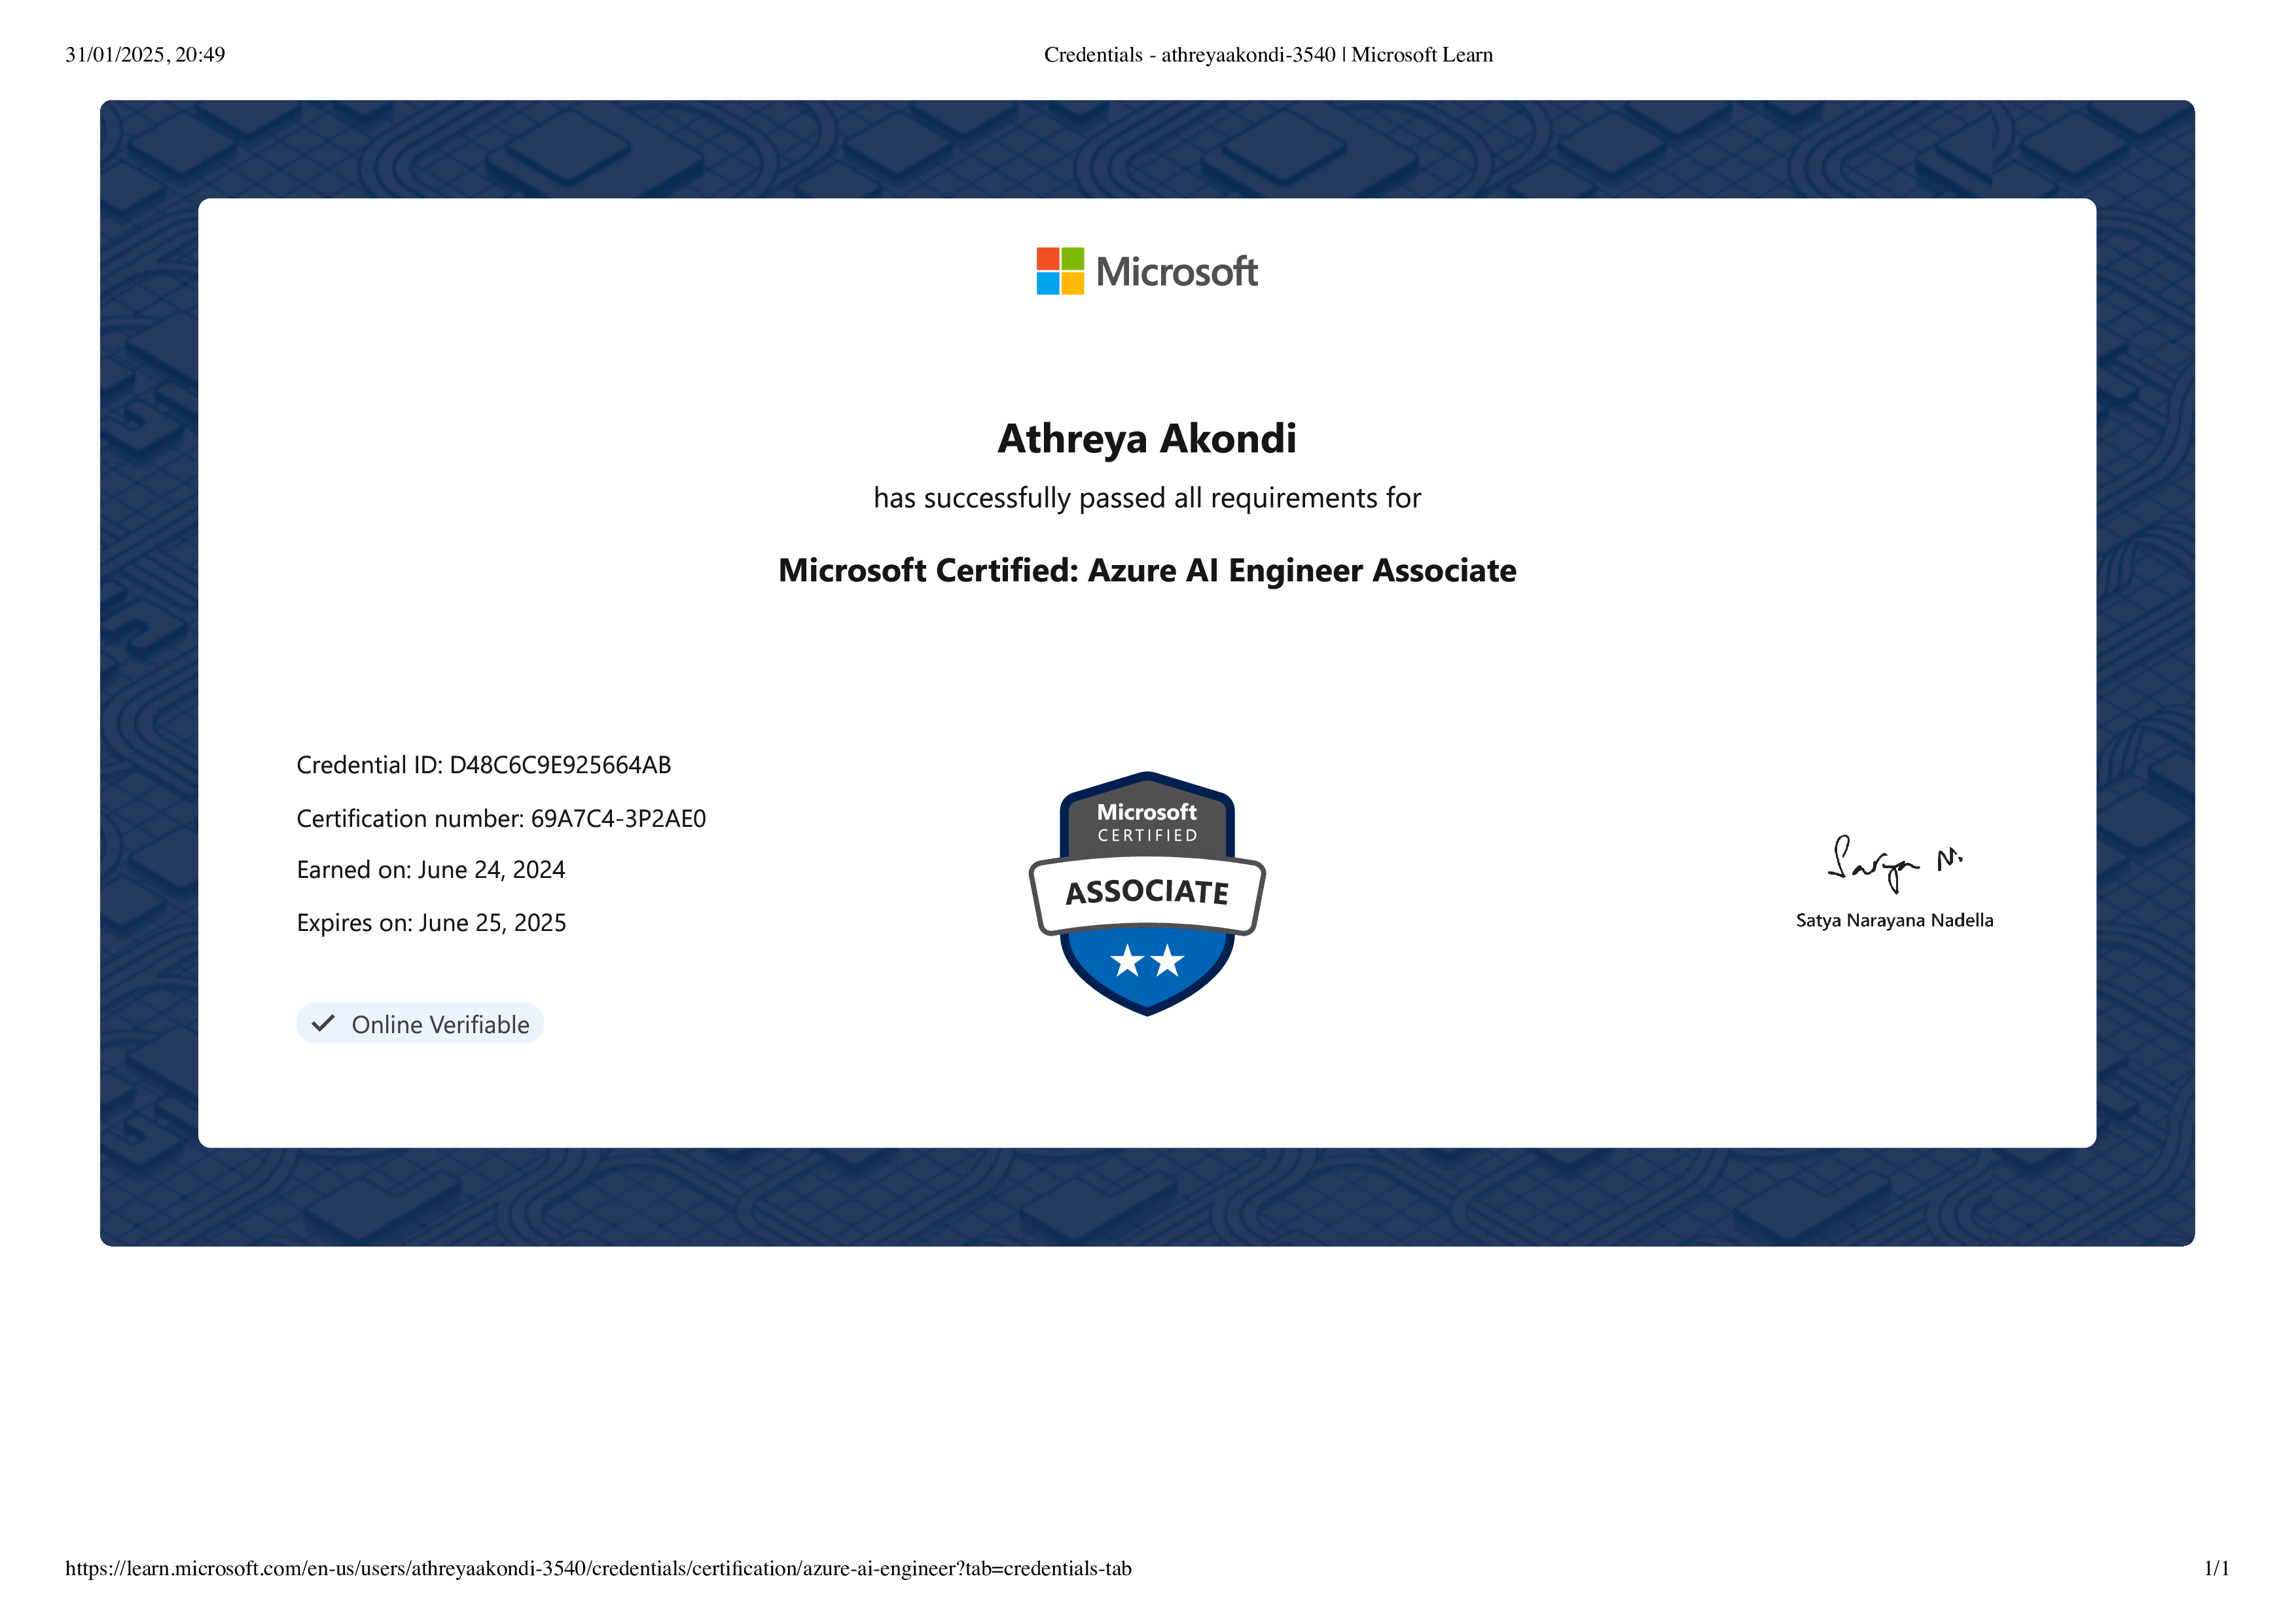 31/01/2025, 20:49
Credentials - athreyaakondi-3540 | Microsoft Learn
Microsoft
Athreya Akondi
has successfully passed all requirements for
Microsoft Certified: Azure AI Engineer Associate
Credential ID: D48C6C9E925664AB
Certification number: 69A7C4-3P2AE0
Earned on: June 24, 2024
Expires on: June 25, 2025
Online Verifiable
Microsoft
CERTIFIED
ASSOCIATE
Satya N.
Satya Narayana Nadella
https://learn.microsoft.com/en-us/users/athreyaakondi-3540/credentials/certification/azure-ai-engineer?tab=credentials-tab
1/1